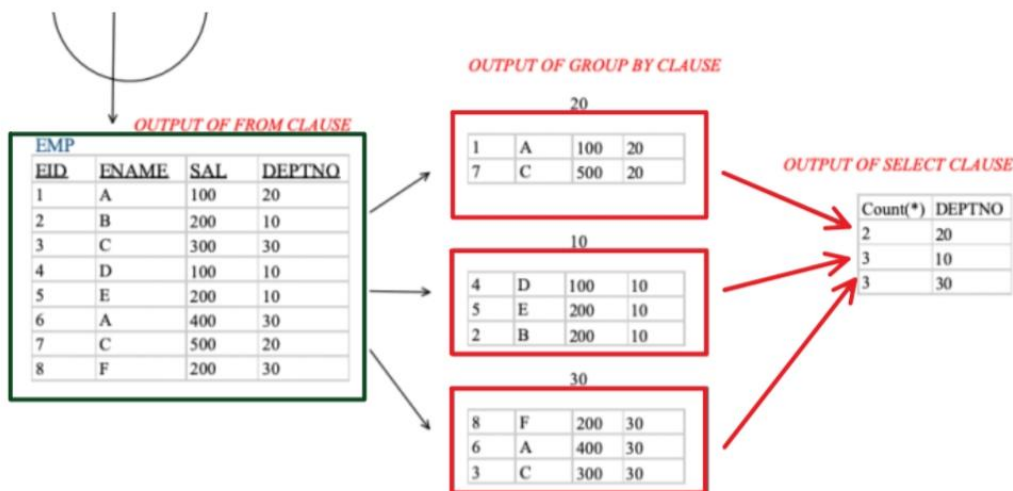 OUTPUT OF FROM CLAUSE
EMP
EID ENAME SAL DEPTNO
1 A 100 20
2 B 200 10
3 C 300 30
4 D 100 10
5 E 200 10
6 A 400 30
7 C 500 20
8 F 200 30
OUTPUT OF GROUP BY CLAUSE
20
1 A 100 20
7 C 500 20
10
4 D 100 10
5 E 200 10
2 B 200 10
30
8 F 200 30
6 A 400 30
3 C 300 30
OUTPUT OF SELECT CLAUSE
Count(*) DEPTNO
2 20
3 10
3 30